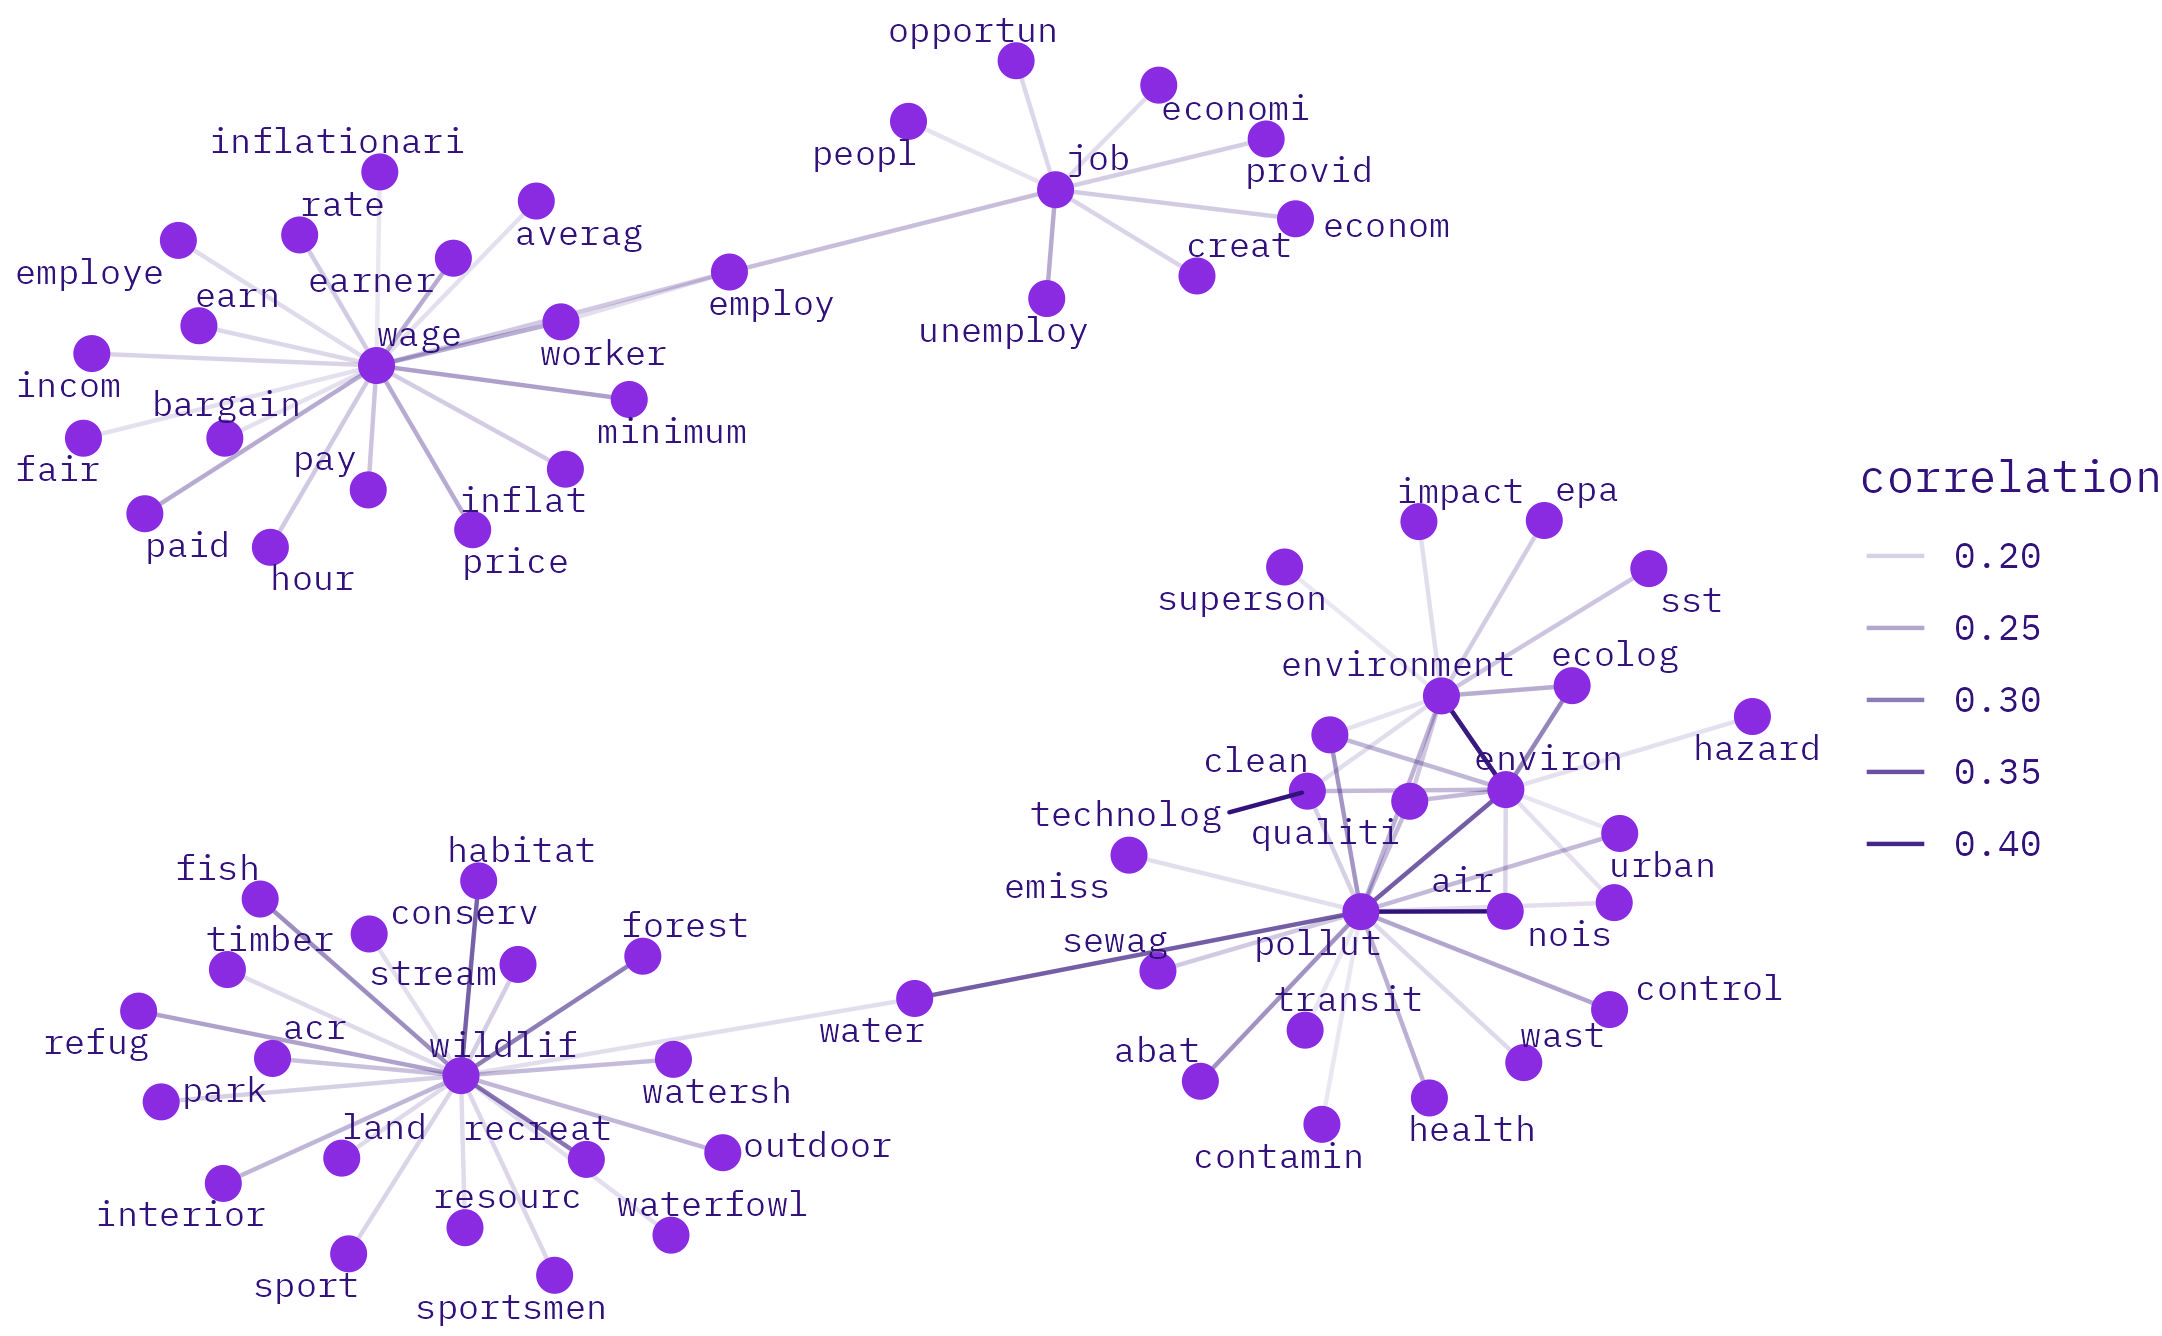 opportun
economi
peopl
job
provid
econom
creat
unemploy
employ
inflationari
rate
averag
employe
earner
earn
wage
worker
incom
bargain
minimum
fair
pay
inflat
paid
hour
price
impact
epa
superson
sst
environment
ecolog
clean
environ
hazard
technolog
qualiti
emiss
air
urban
sewag
pollut
nois
transit
control
water
abat
wast
contamin
health
fish
habitat
conserv
timber
forest
stream
refug
acr
wildlif
park
watersh
land
recreat
outdoor
interior
resourc
waterfowl
sport
sportsmen
correlation
0.20
0.25
0.30
0.35
0.40